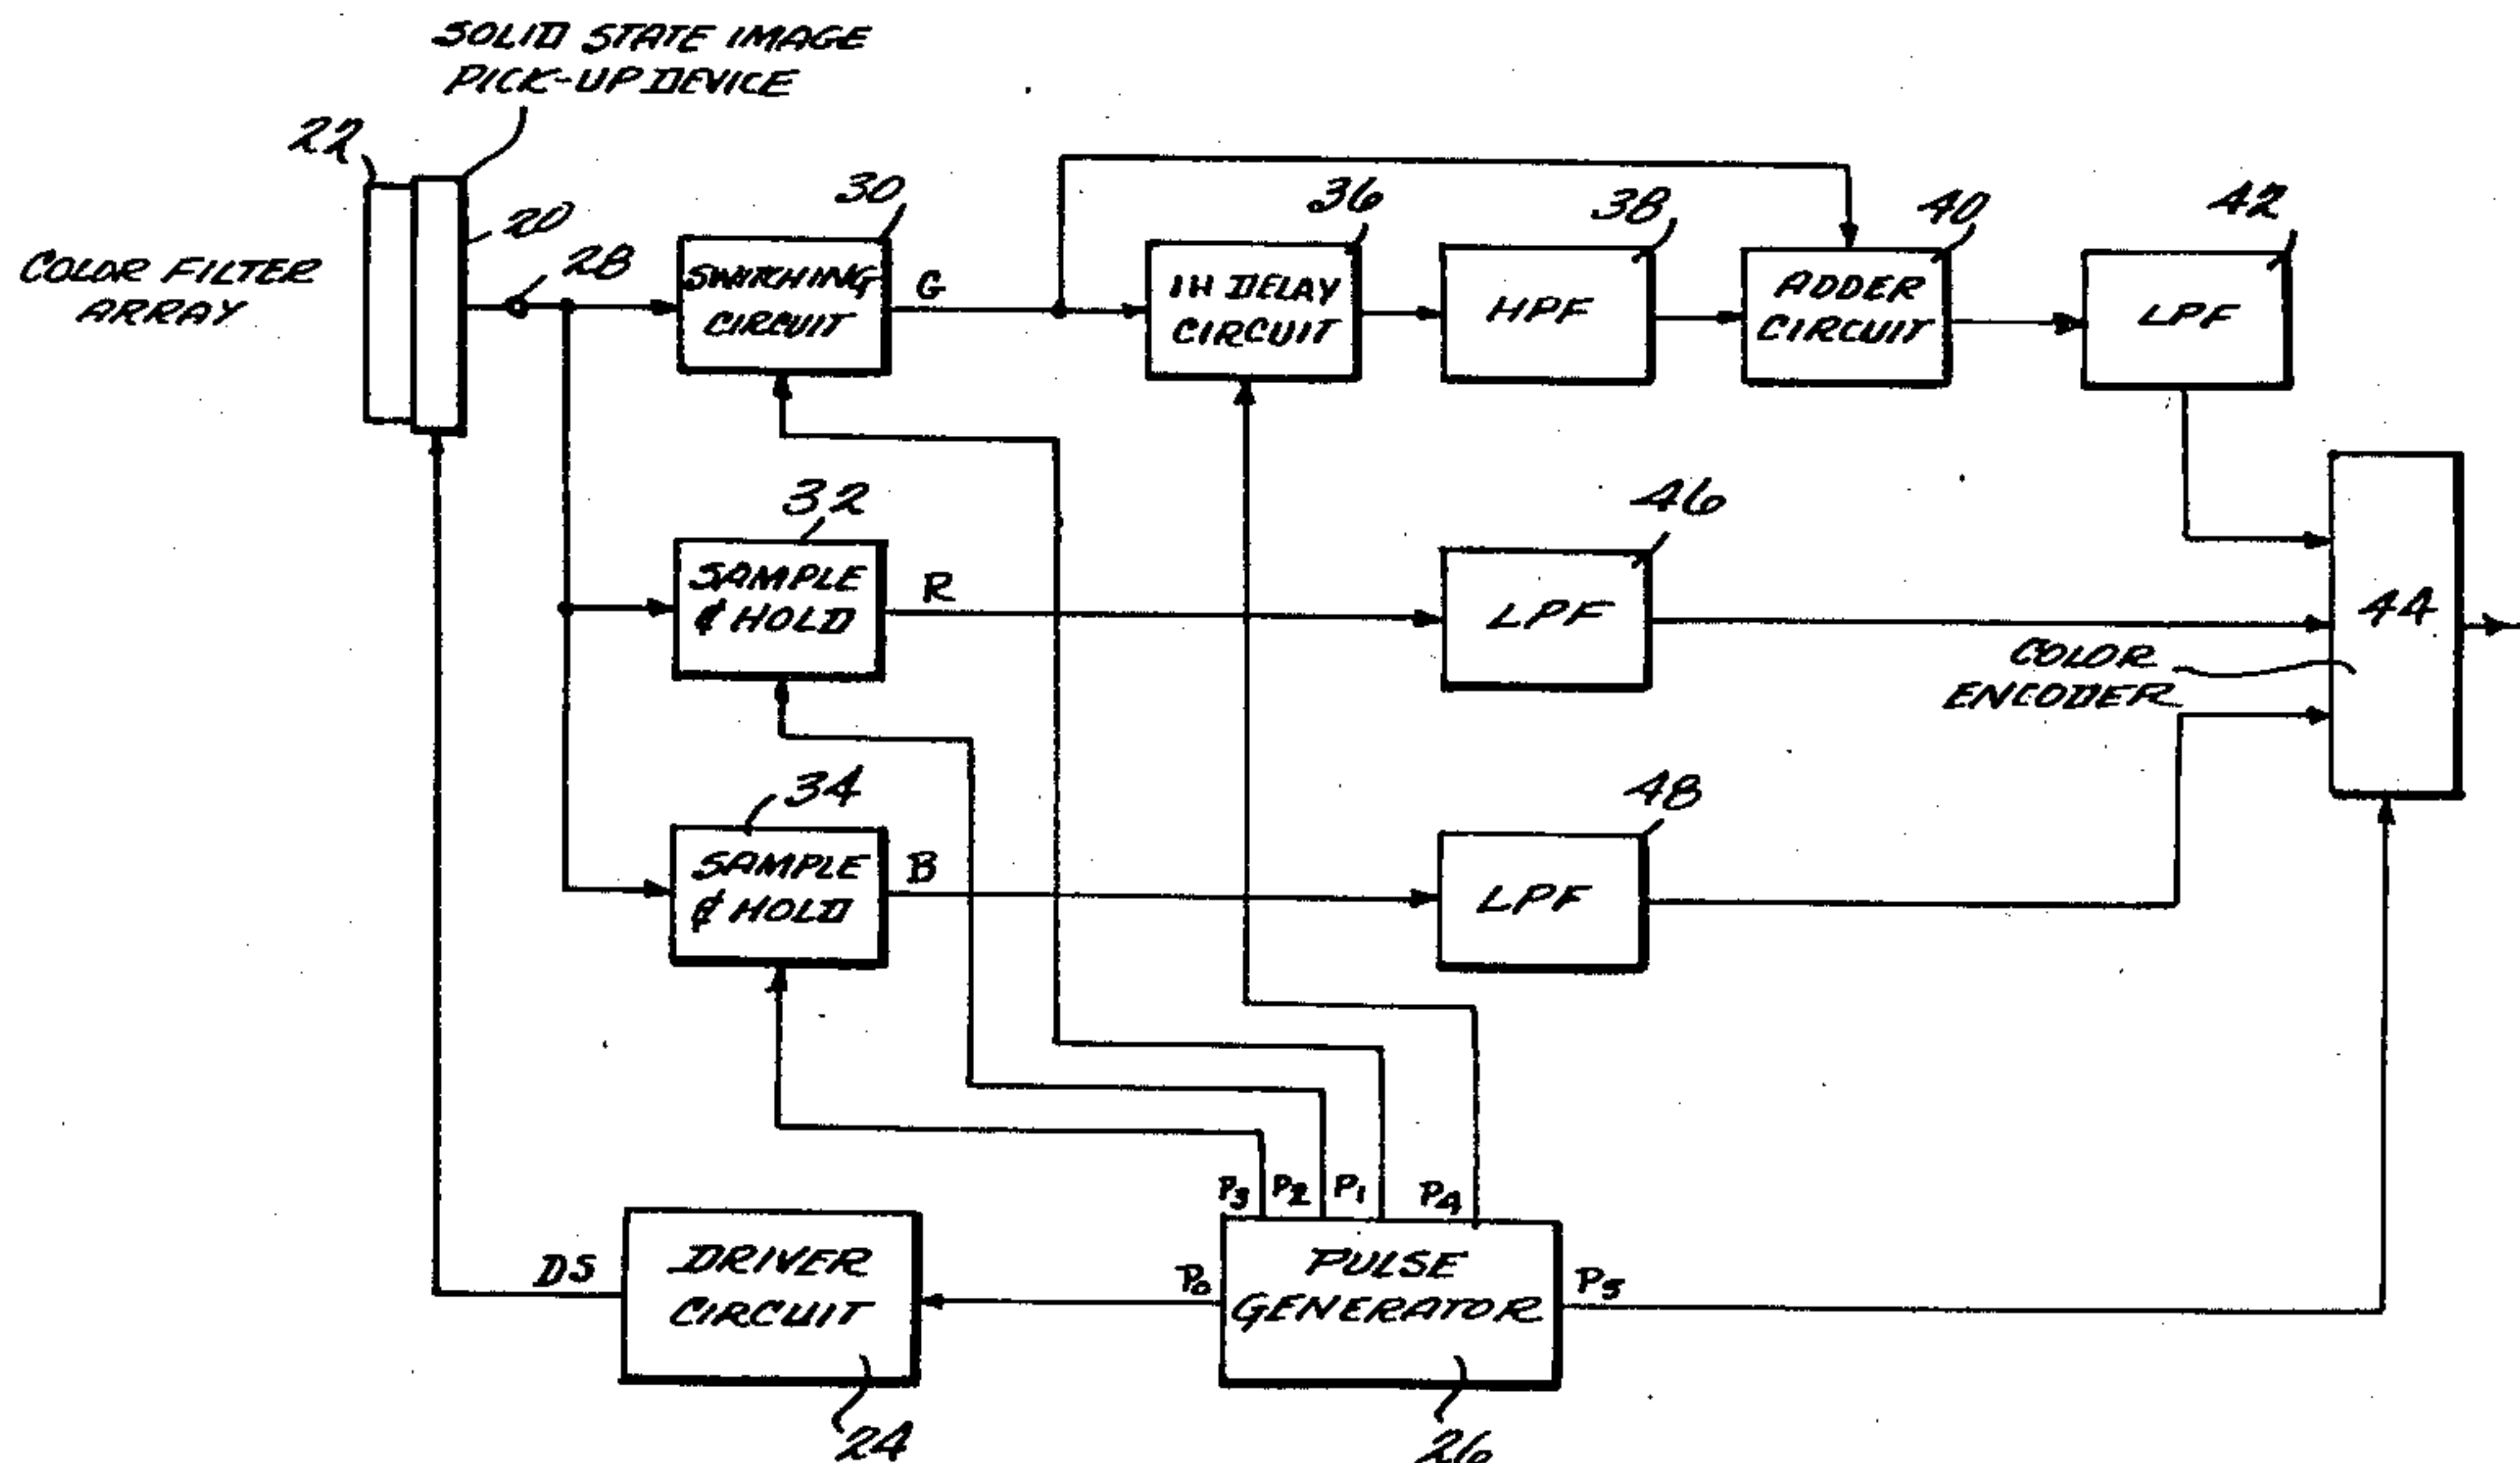 SOLID STATE IMAGE
PICK-UP DEVICE
22
20
28
COLOR FILTER
ARRAY
30
SWITCHING
CIRCUIT
G
36
1H DELAY
CIRCUIT
38
HPF
40
ADDER
CIRCUIT
42
LPF
32
SAMPLE
& HOLD
R
46
LPF
44
COLOR
ENCODER
34
SAMPLE
& HOLD
B
48
LPF
P3 P2 P1 P4
DS
DRIVER
CIRCUIT
24
P0
PULSE
GENERATOR
P5
26